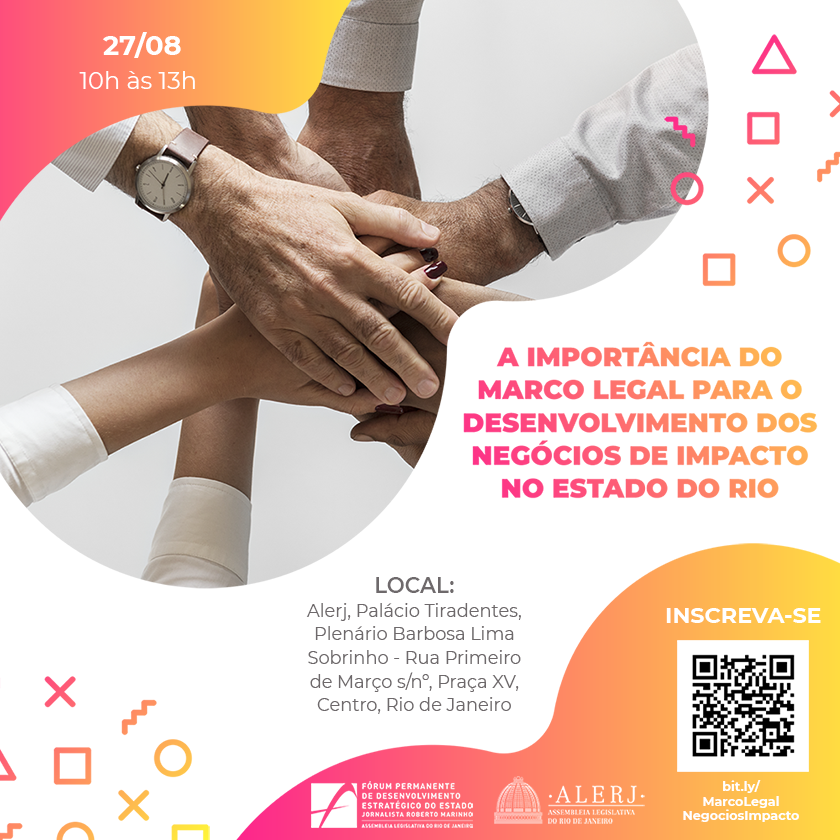 27/08
10h às 13h
A IMPORTÂNCIA DO
MARCO LEGAL PARA O
DESENVOLVIMENTO DOS
NEGÓCIOS DE IMPACTO
NO ESTADO DO RIO
LOCAL:
Alerj, Palácio Tiradentes,
Plenário Barbosa Lima
Sobrinho - Rua Primeiro
de Março s/nº, Praça XV,
Centro, Rio de Janeiro
INSCREVA-SE
bit.ly/
MarcoLegal
NegociosImpacto
FÓRUM PERMANENTE
DE DESENVOLVIMENTO
ESTRATÉGICO DO ESTADO
JORNALISTA ROBERTO MARINHO
ASSEMBLEIA LEGISLATIVA DO RIO DE JANEIRO
·ALERJ·
ASSEMBLEIA LEGISLATIVA
DO RIO DE JANEIRO